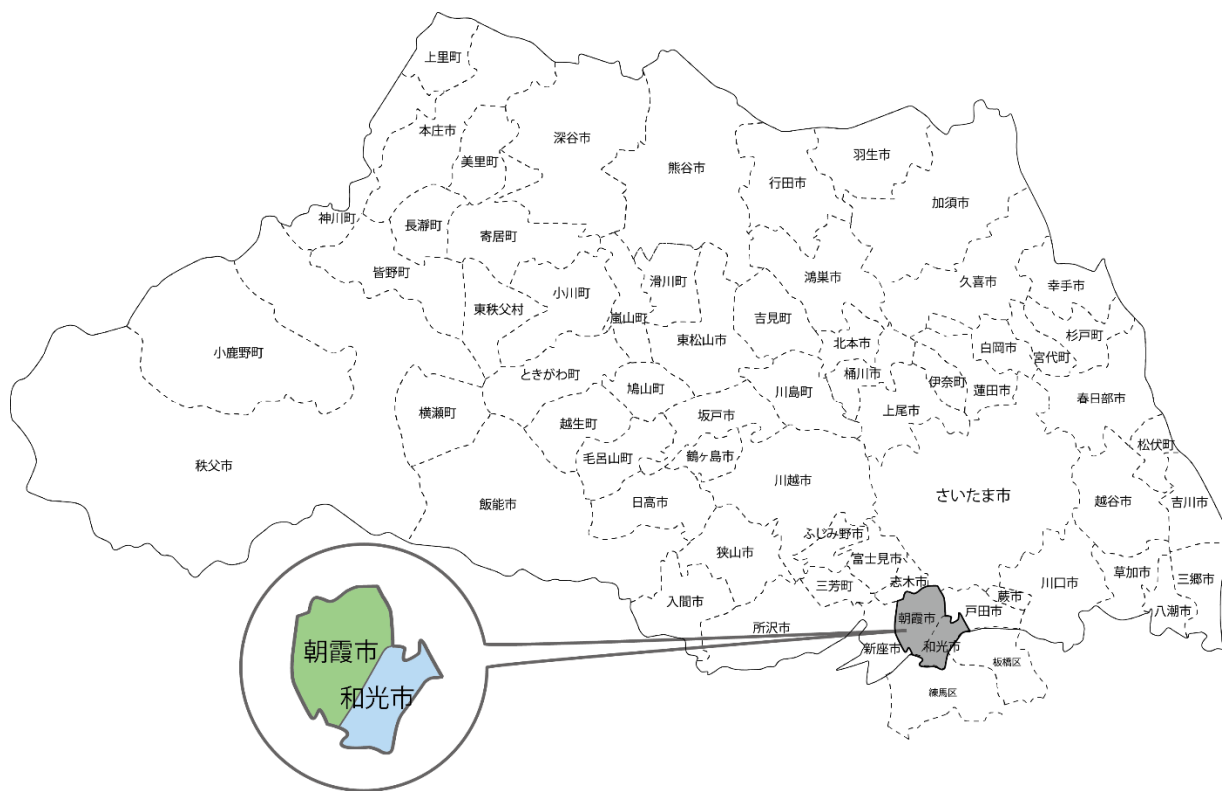 上里町
本庄市
美里町
深谷市
熊谷市
行田市
羽生市
加須市
神川町
長瀞町
寄居町
皆野町
小川町
滑川町
鴻巣市
久喜市
幸手市
東秩父村
嵐山町
吉見町
東松山市
北本市
白岡市
杉戸町
宮代町
小鹿野町
ときがわ町
鳩山町
川島町
桶川市
伊奈町
蓮田市
春日部市
横瀬町
越生町
坂戸市
上尾市
松伏町
秩父市
毛呂山町
鶴ヶ島市
川越市
さいたま市
飯能市
日高市
越谷市
吉川市
ふじみ野市
狭山市
富士見市
三芳町
志木市
川口市
草加市
三郷市
入間市
蕨市
戸田市
八潮市
所沢市
朝霞市
新座市
和光市
板橋区
練馬区
朝霞市
和光市